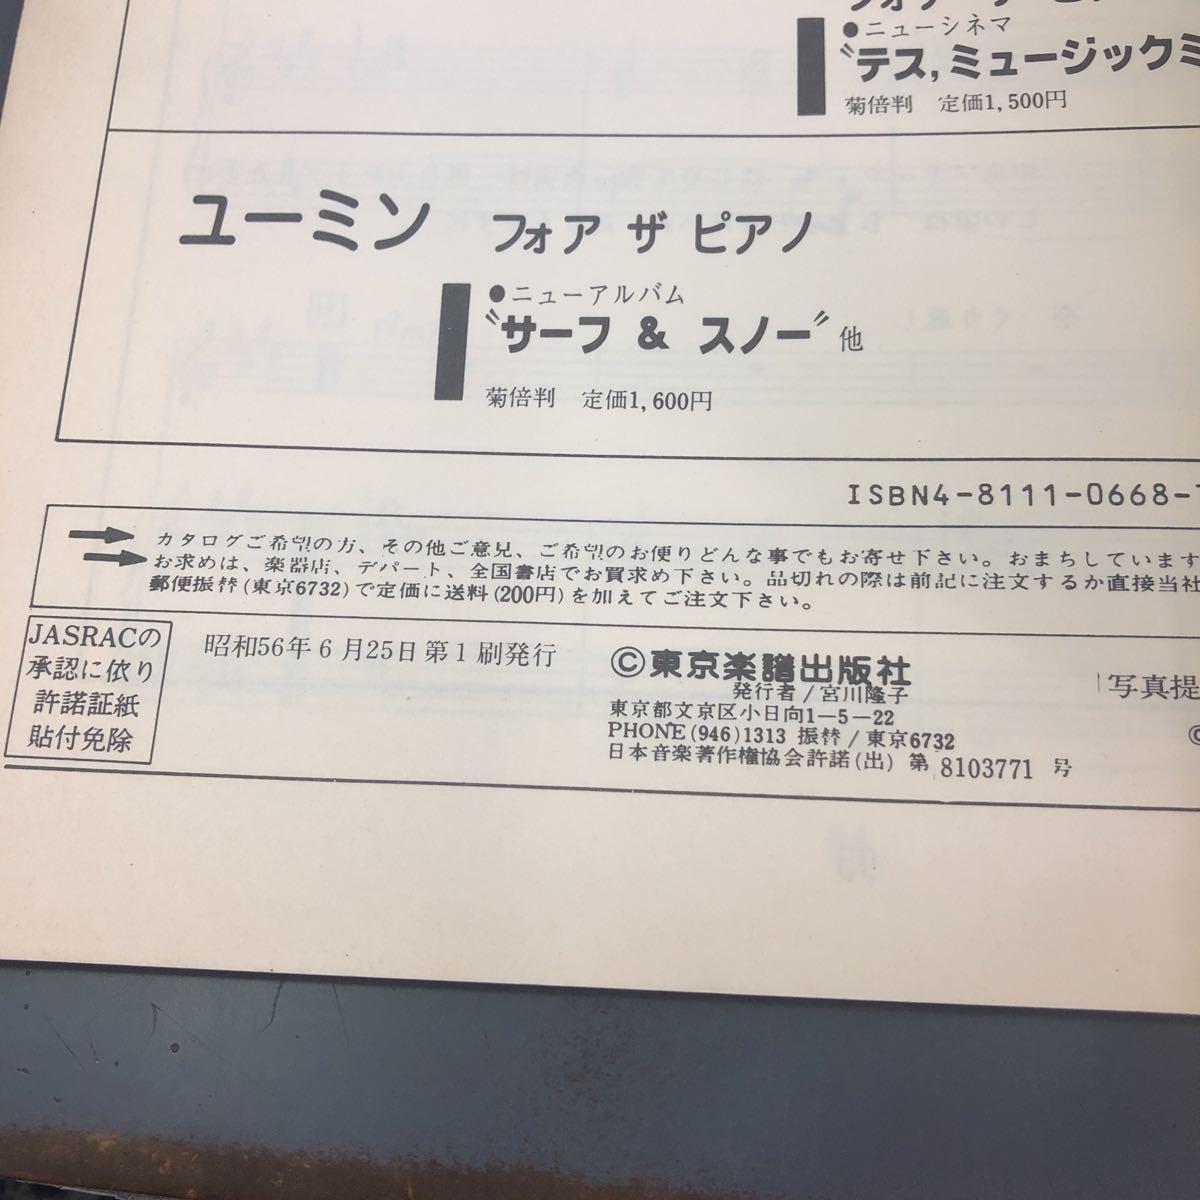 ●ニューシネマ
〝テス,ミュージック
菊倍判 定価1,500円
ユーミン フォア ザ ピアノ
●ニューアルバム
〝サーフ & スノー〟他
菊倍判 定価1,600円
ISBN4-8111-0668-
カタログご希望の方、その他ご意見、ご希望のお便りどんな事でもお寄せ下さい。おまちしています
お求めは、楽器店、デパート、全国書店でお買求め下さい。品切れの際は前記に注文するか直接当社
郵便振替(東京6732)で定価に送料(200円)を加えてご注文下さい。
JASRACの
承認に依り
許諾証紙
貼付免除
昭和56年6月25日第1刷発行
©東京楽譜出版社
発行者/宮川隆子
東京都文京区小日向1-5-22
PHONE(946)1313 振替/東京6732
日本音楽著作権協会許諾(出)第8103771号
写真提